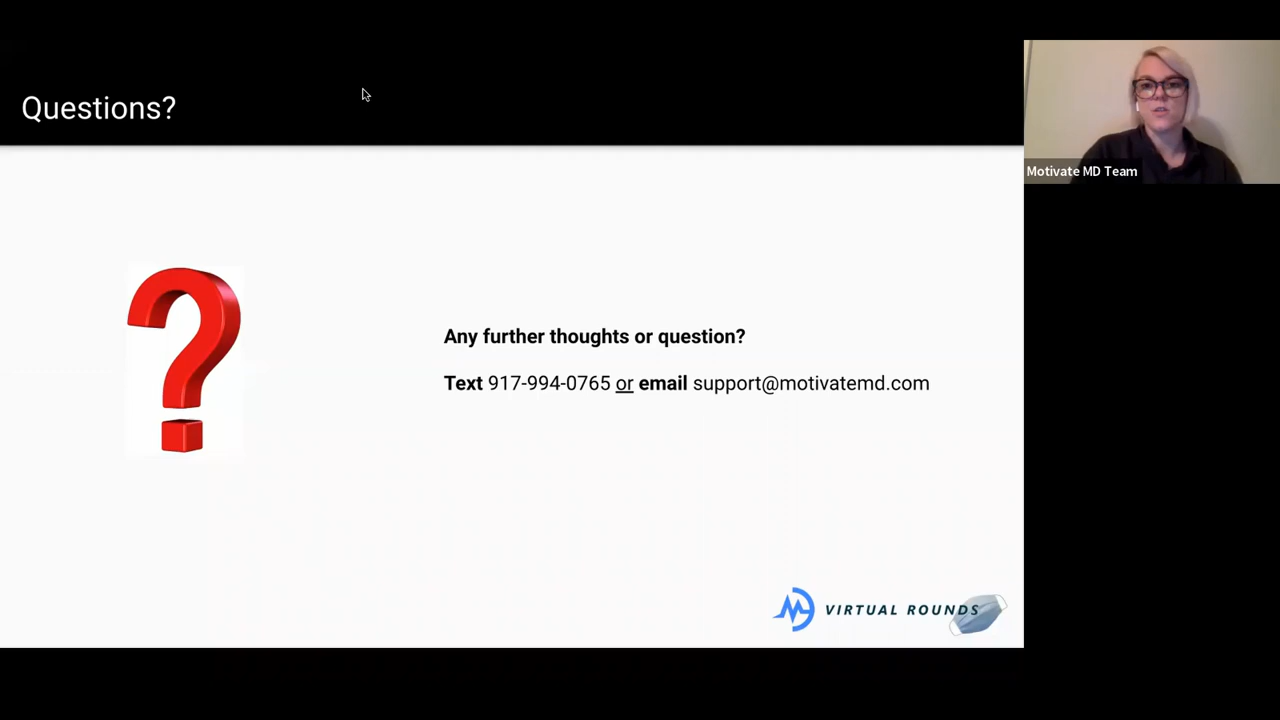 Questions?
Motivate MD Team
?
Any further thoughts or question?
Text 917-994-0765 or email support@motivatemd.com
VIRTUAL ROUNDS